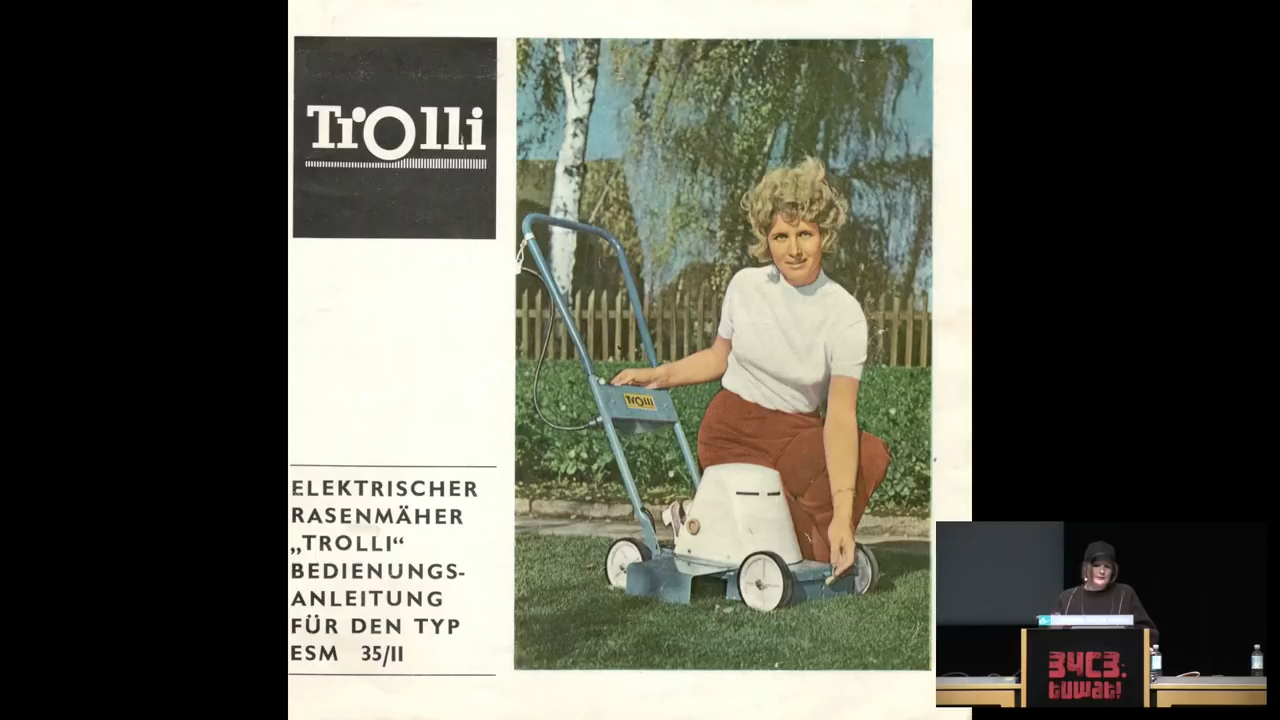 Trolli
ELEKTRISCHER
RASENMÄHER
„TROLLI“
BEDIENUNGS-
ANLEITUNG
FÜR DEN TYP
ESM 35/II
TROlli
34C3.
tuwat!